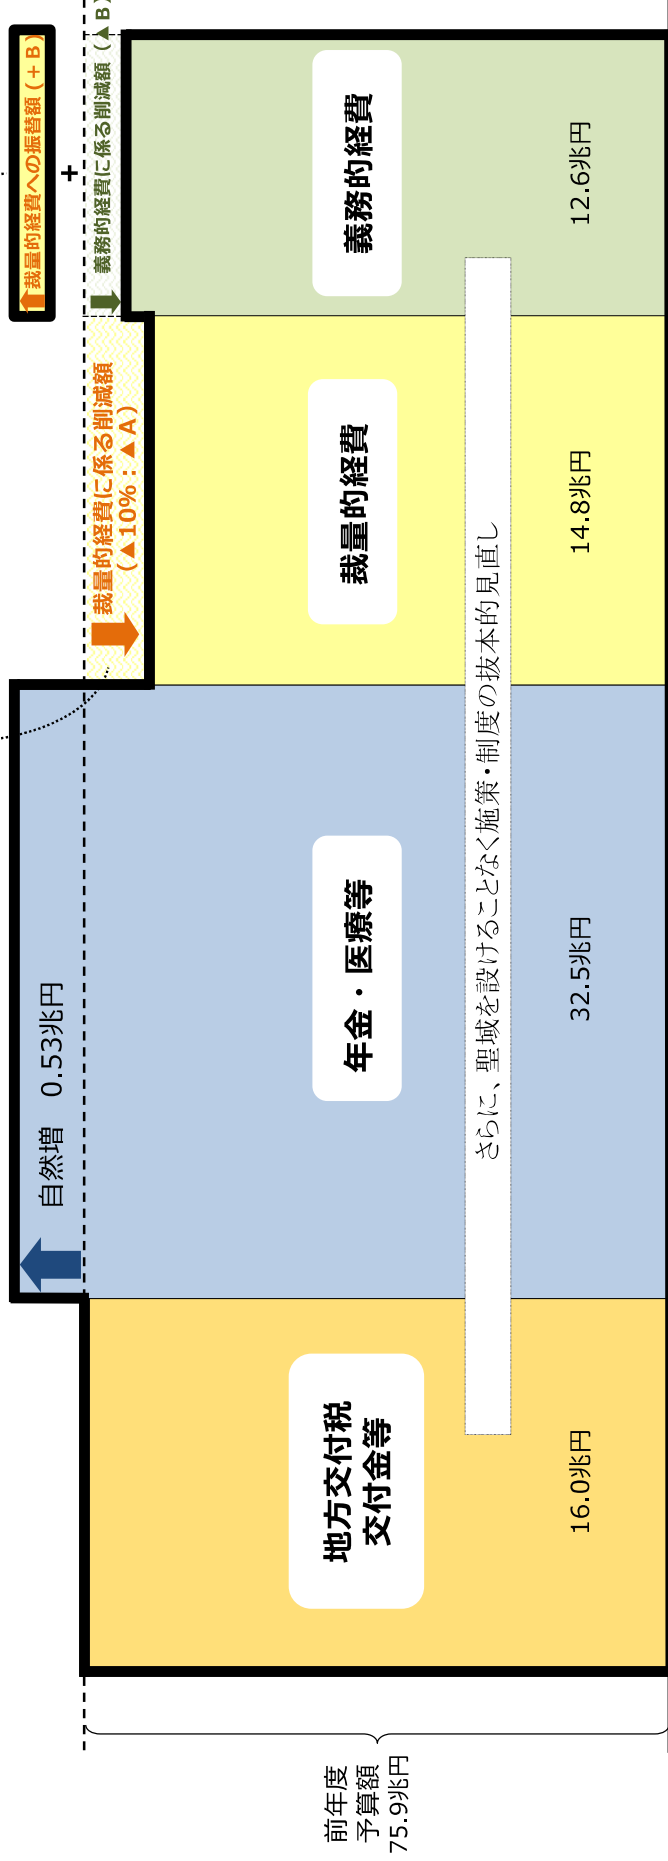 前年度
予算額
75.9兆円
地方交付税
交付金等
16.0兆円
自然増　0.53兆円
年金・医療等
32.5兆円
裁量的経費に係る削減額
(▲10%：▲A)
裁量的経費
14.8兆円
裁量的経費への振替額(＋B)
+
義務的経費に係る削減額(▲B)
義務的経費
12.6兆円
さらに、聖域を設けることなく施策・制度の抜本的見直し